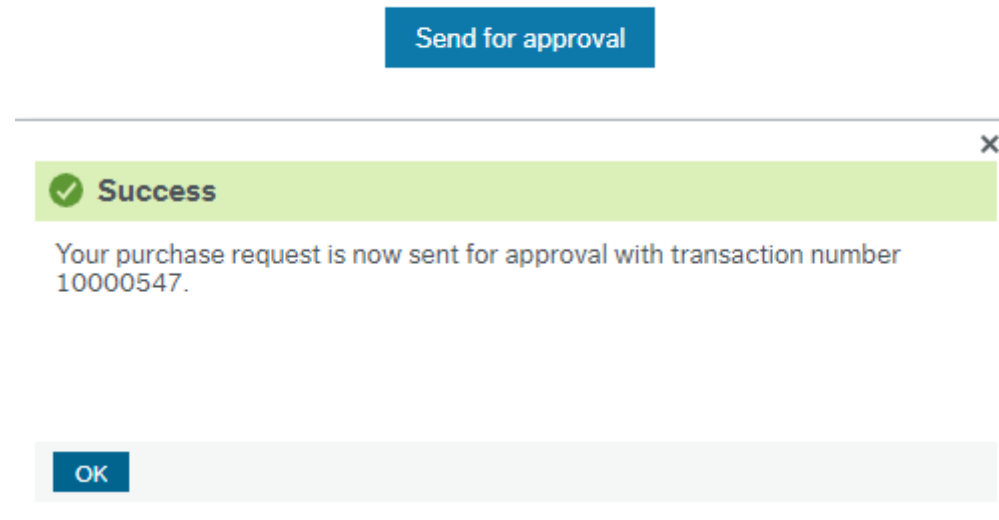 Send for approval
Success
Your purchase request is now sent for approval with transaction number
10000547.
OK